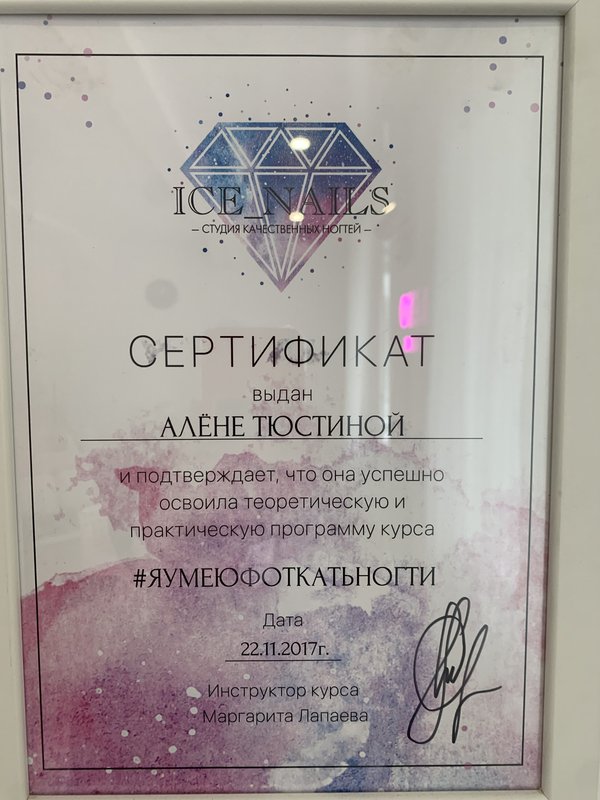 ICE_NAILS
– СТУДИЯ КАЧЕСТВЕННЫХ НОГТЕЙ –
СЕРТИФИКАТ
выдан
АЛЁНЕ ТЮСТИНОЙ
и подтверждает, что она успешно
освоила теоретическую и
практическую программу курса
#ЯУМЕЮФОТКАТЬНОГТИ
Дата
22.11.2017г.
Инструктор курса
Маргарита Лапаева